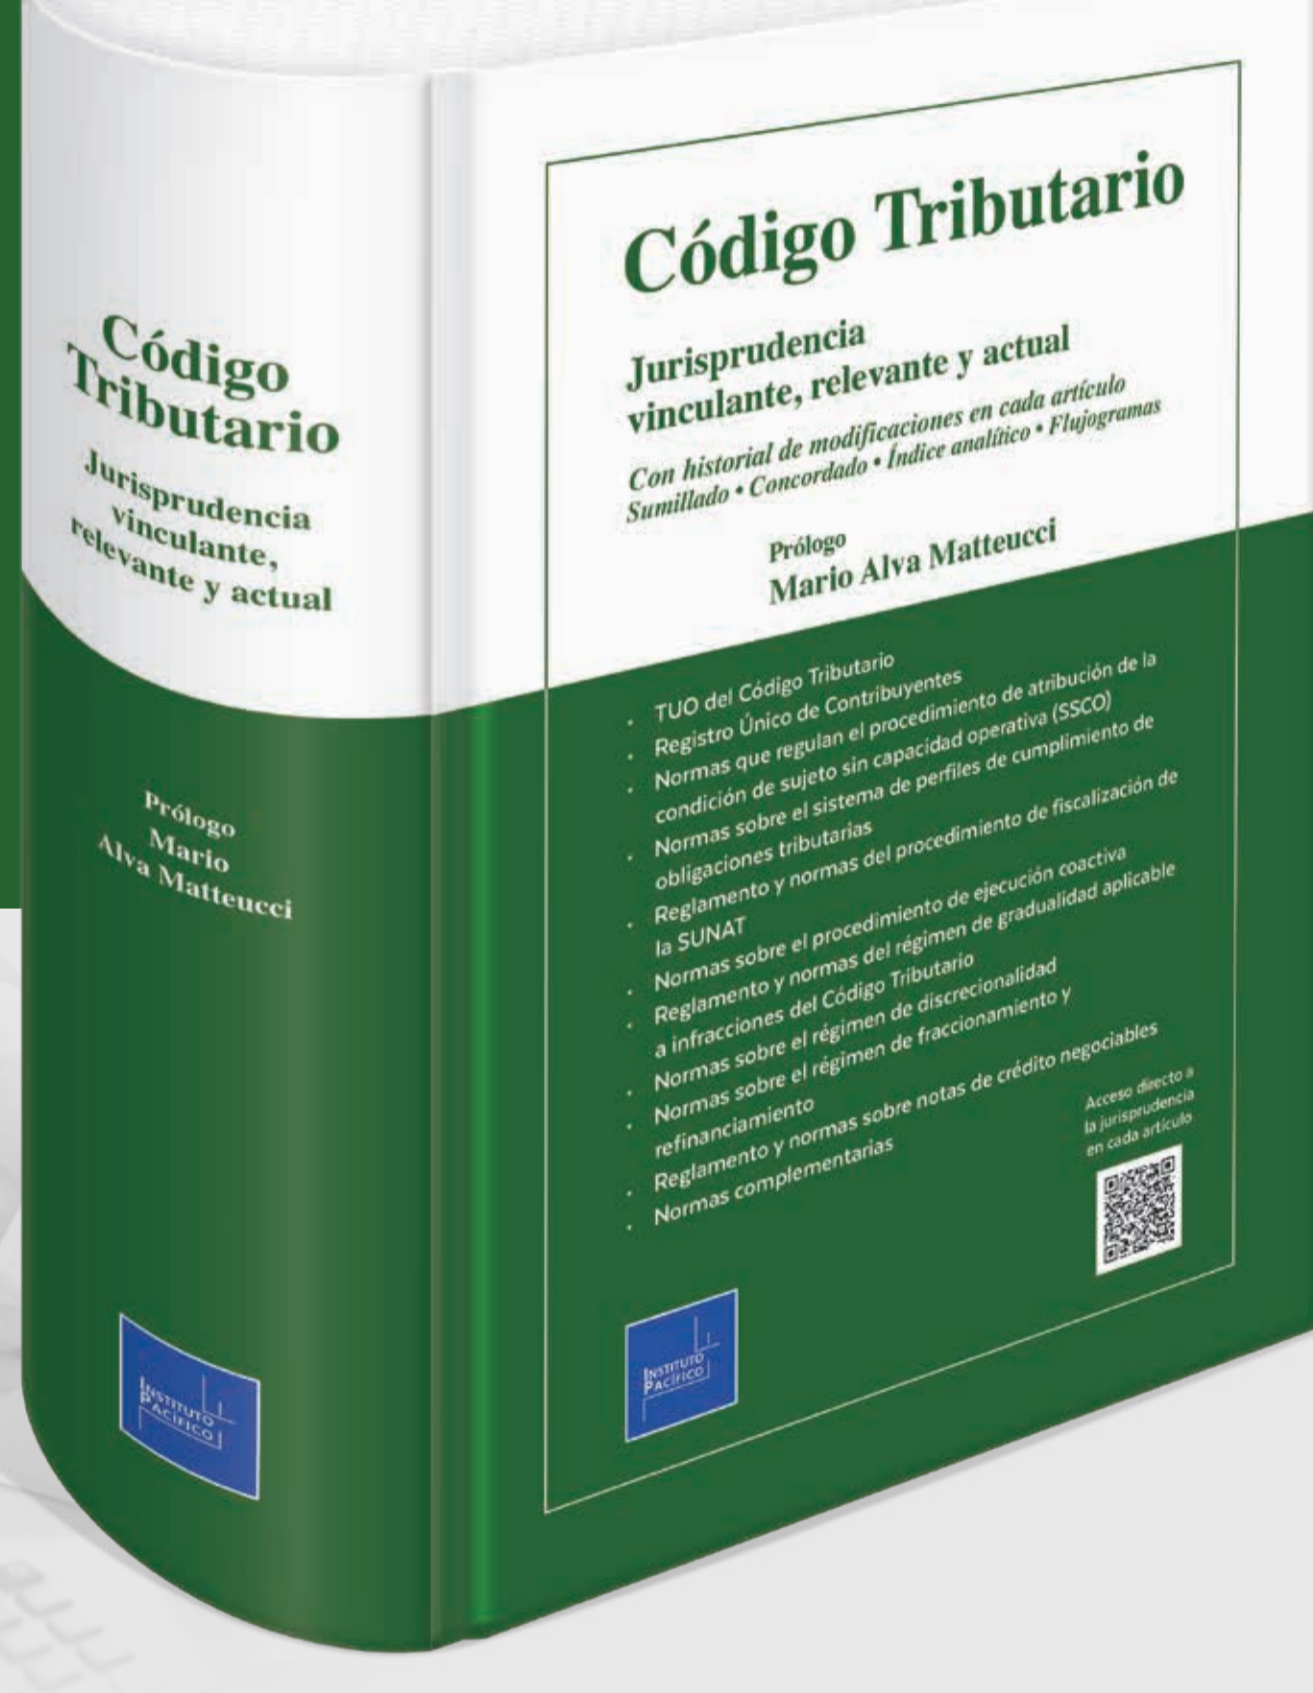 Código
Tributario
Jurisprudencia
vinculante,
relevante y actual
Prólogo
Mario
Alva Matteucci
INSTITUTO
PACÍFICO
Código Tributario
Jurisprudencia
vinculante, relevante y actual
Con historial de modificaciones en cada artículo
Sumillado • Concordado • Índice analítico • Flujogramas
Prólogo
Mario Alva Matteucci
· TUO del Código Tributario
· Registro Único de Contribuyentes
· Normas que regulan el procedimiento de atribución de la
condición de sujeto sin capacidad operativa (SSCO)
· Normas sobre el sistema de perfiles de cumplimiento de
obligaciones tributarias
· Reglamento y normas del procedimiento de fiscalización de
la SUNAT
· Normas sobre el procedimiento de ejecución coactiva
· Reglamento y normas del régimen de gradualidad aplicable
a infracciones del Código Tributario
· Normas sobre el régimen de discrecionalidad
· Normas sobre el régimen de fraccionamiento y
refinanciamiento
· Reglamento y normas sobre notas de crédito negociables
· Normas complementarias
Acceso directo a
la jurisprudencia
en cada artículo
INSTITUTO
PACÍFICO